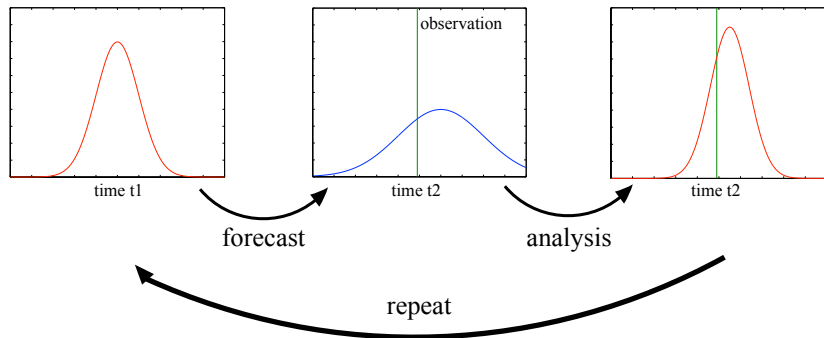 observation
time t1
time t2
time t2
forecast
analysis
repeat